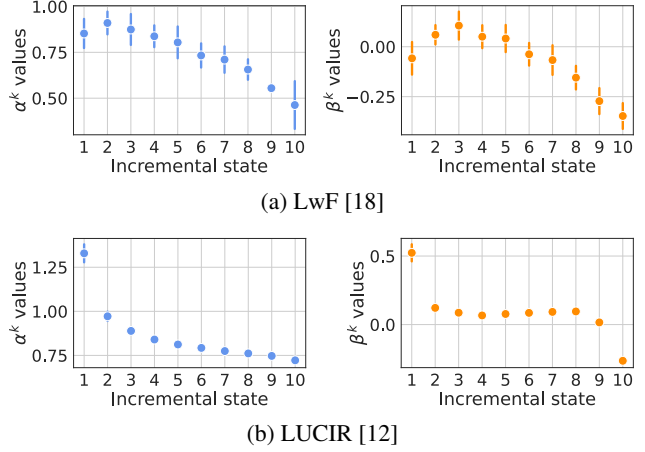 1.00
0.75
0.50
α^k values
1 2 3 4 5 6 7 8 9 10
Incremental state
0.00
−0.25
β^k values
1 2 3 4 5 6 7 8 9 10
Incremental state
(a) LwF [18]
1.25
1.00
0.75
α^k values
1 2 3 4 5 6 7 8 9 10
Incremental state
0.5
0.0
β^k values
1 2 3 4 5 6 7 8 9 10
Incremental state
(b) LUCIR [12]